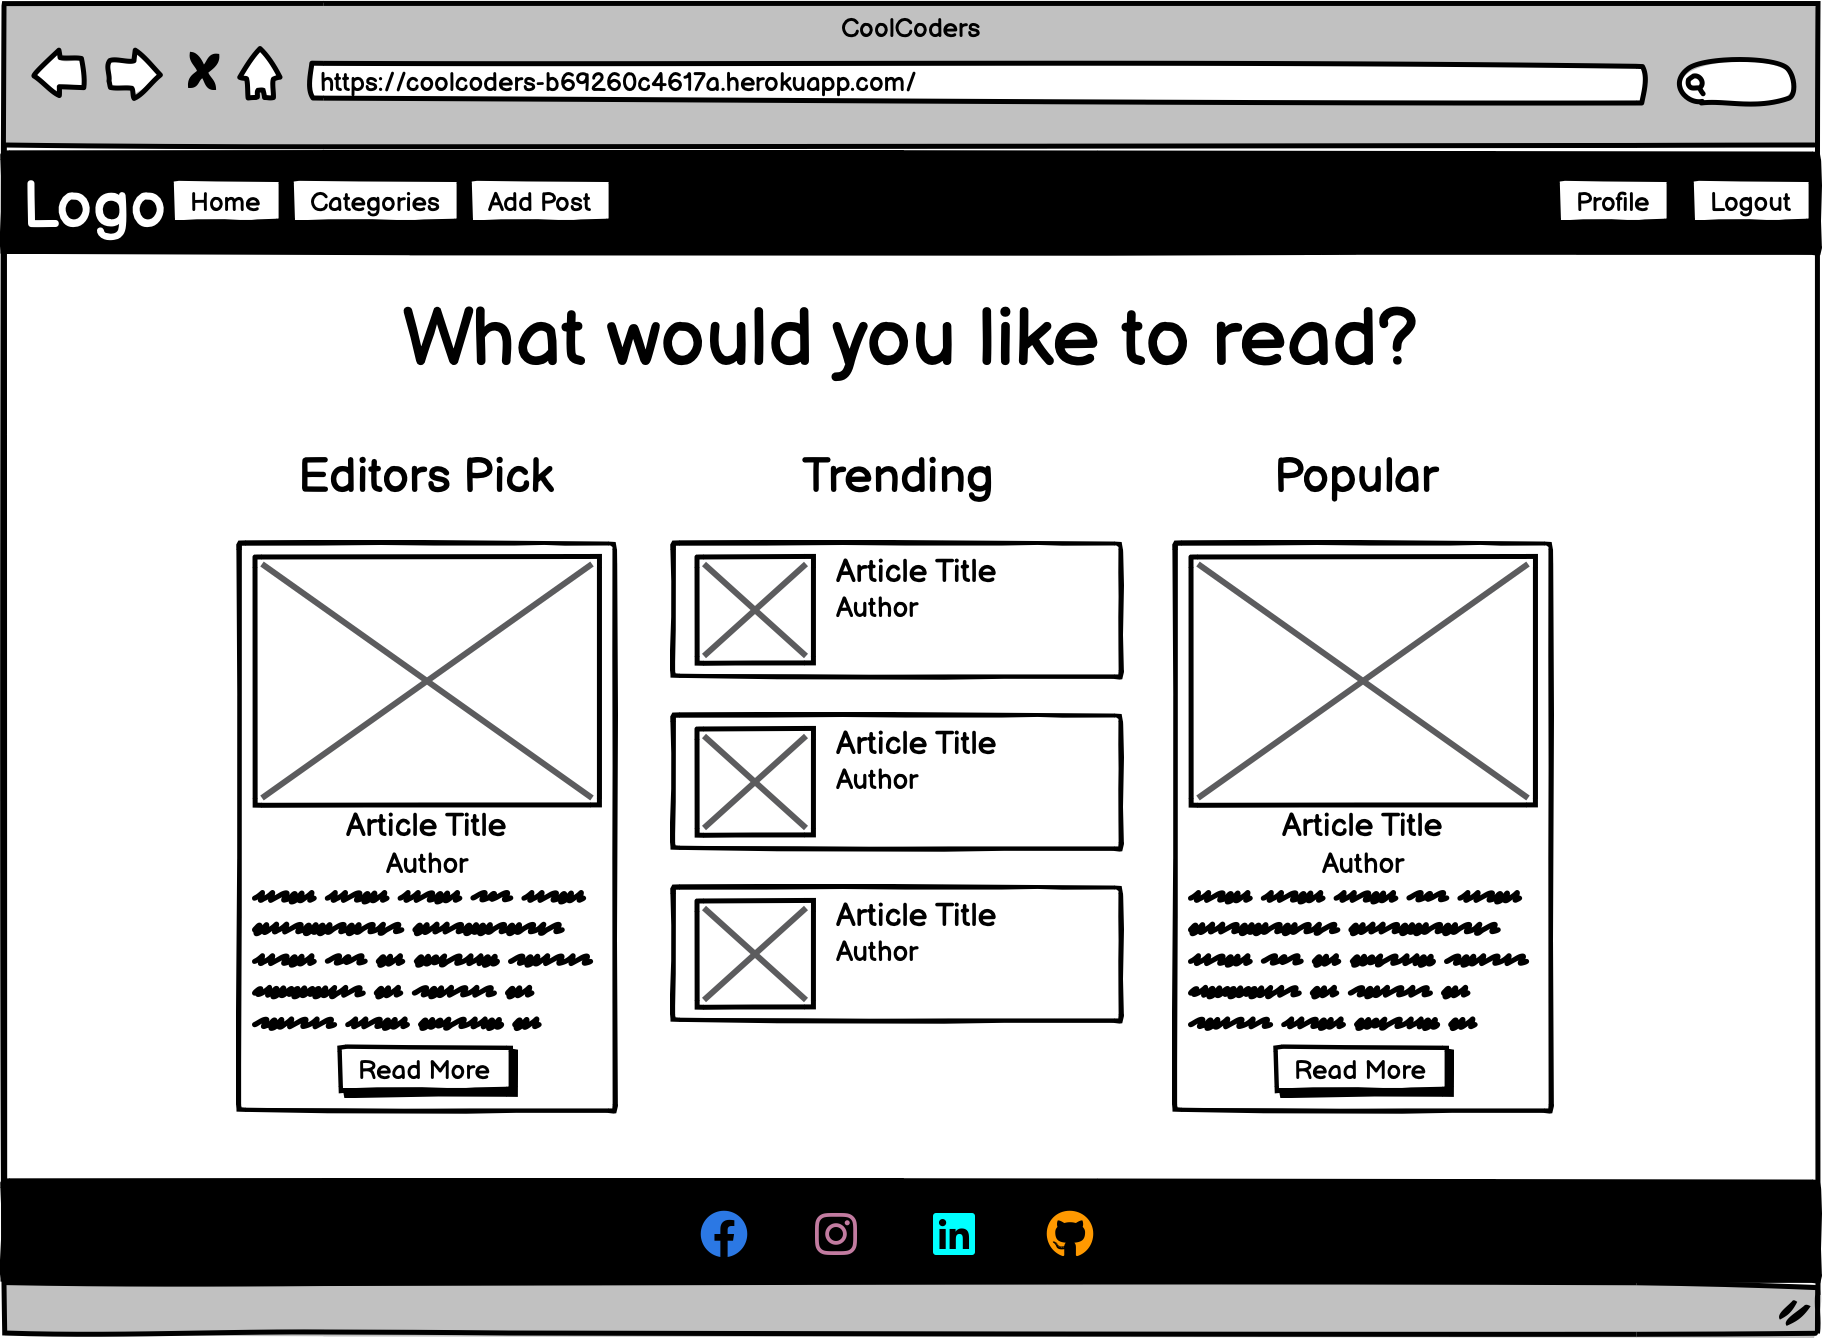 CoolCoders
https://coolcoders-b69260c4617a.herokuapp.com/
Logo Home Categories Add Post Profile Logout
What would you like to read?
Editors Pick
Trending
Popular
Article Title
Author
Read More
Article Title
Author
Article Title
Author
Article Title
Author
Article Title
Author
Read More